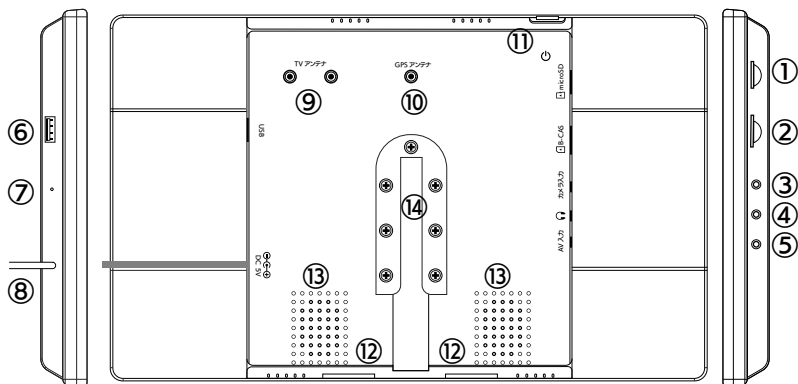 ⑪
TV アンテナ
GPS アンテナ
⑨
⑩
microSD
B-CAS
カメラ入力
AV 入力
USB
DC 5V
⑭
⑬
⑬
⑫
⑫
⑥
⑦
⑧
①
②
③
④
⑤